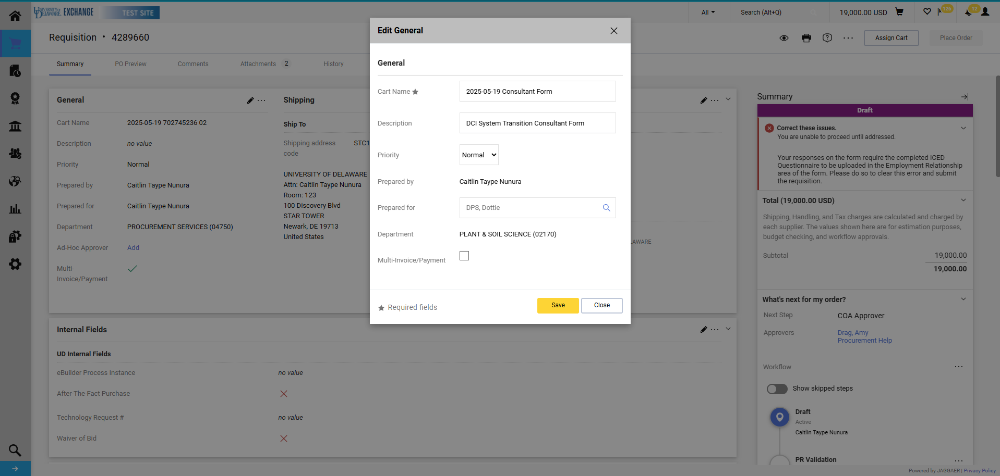 UNIVERSITY OF DELAWARE EXCHANGE
TEST SITE
All
Search (Alt+Q)
19,000.00 USD
126
12
Requisition • 4289660
Assign Cart
Place Order
Summary
PO Preview
Comments
Attachments 2
History
General
Cart Name 2025-05-19 702745236 02
Description no value
Priority Normal
Prepared by Caitlin Taype Nunura
Prepared for Caitlin Taype Nunura
Department PROCUREMENT SERVICES (04750)
Ad-Hoc Approver Add
Multi-
Invoice/Payment
Shipping
Ship To
Shipping address STC1
code
UNIVERSITY OF DELAWARE
Attn: Caitlin Taype Nunura
Room: 123
100 Discovery Blvd
STAR TOWER
Newark, DE 19713
United States
LAWARE
Internal Fields
UD Internal Fields
eBuilder Process Instance no value
After-The-Fact Purchase
Technology Request # no value
Waiver of Bid
Edit General
General
Cart Name 2025-05-19 Consultant Form
Description DCI System Transition Consultant Form
Priority Normal
Prepared by Caitlin Taype Nunura
Prepared for DPS, Dottie
Department PLANT & SOIL SCIENCE (02170)
Multi-Invoice/Payment
Required fields
Save
Close
Summary
Draft
Correct these issues.
You are unable to proceed until addressed.
Your responses on the form require the completed ICED
Questionnaire to be uploaded in the Employment Relationship
area of the form. Please do so to clear this error and submit
the requisition.
Total (19,000.00 USD)
Shipping, Handling, and Tax charges are calculated and charged by
each supplier. The values shown here are for estimation purposes,
budget checking, and workflow approvals.
Subtotal 19,000.00
19,000.00
What's next for my order?
Next Step COA Approver
Approvers Drag, Amy
Procurement Help
Workflow
Show skipped steps
Draft
Active
Caitlin Taype Nunura
PR Validation
Powered by JAGGAER | Privacy Policy